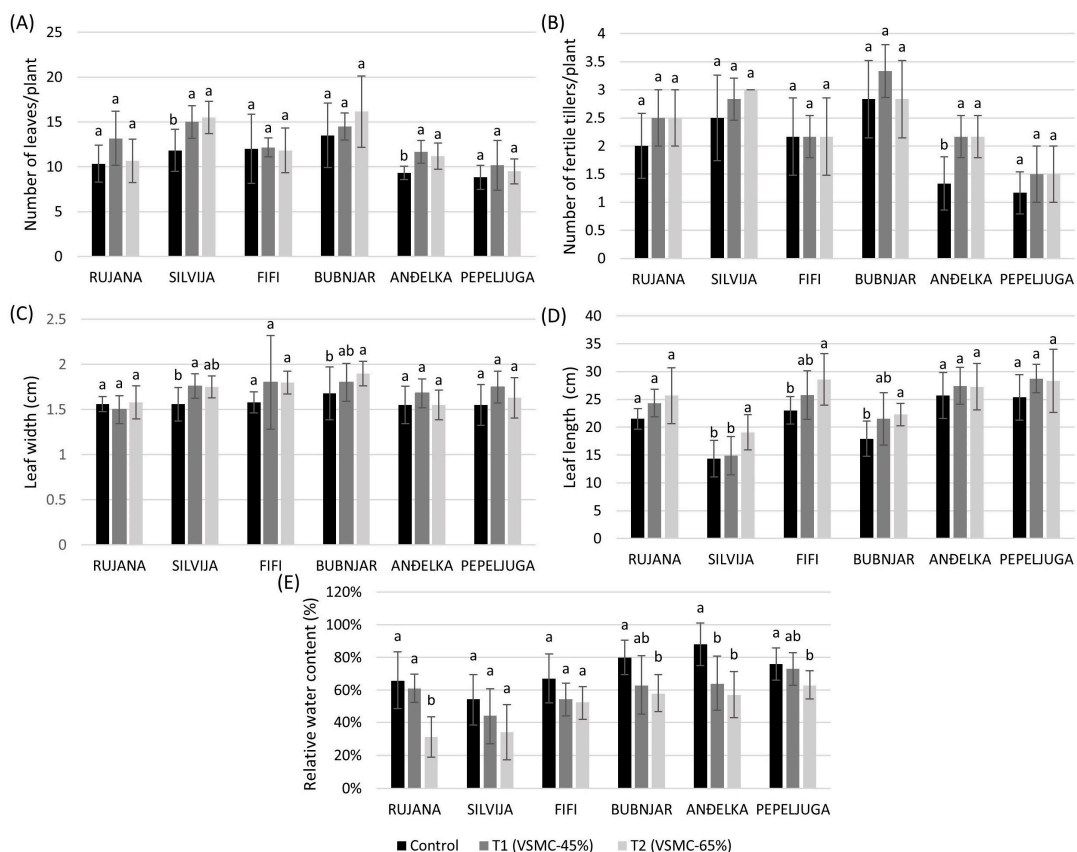 (A)
Number of leaves/plant
25
20
15
10
5
0
a a a
b a a
a a a
a a a
b a a
a a a
RUJANA SILVIJA FIFI BUBNJAR ANĐELKA PEPELJUGA
(B)
Number of fertile tillers/plant
4
3.5
3
2.5
2
1.5
1
0.5
0
a a a
a a a
a a a
a a a
b a a
a a a
RUJANA SILVIJA FIFI BUBNJAR ANĐELKA PEPELJUGA
(C)
Leaf width (cm)
2.5
2
1.5
1
0.5
0
a a a
b a ab
a a a
b ab a
a a a
a a a
RUJANA SILVIJA FIFI BUBNJAR ANĐELKA PEPELJUGA
(D)
Leaf length (cm)
40
35
30
25
20
15
10
5
0
a a a
b b a
b ab a
b ab a
a a a
a a a
RUJANA SILVIJA FIFI BUBNJAR ANĐELKA PEPELJUGA
(E)
Relative water content (%)
120%
100%
80%
60%
40%
20%
0%
a a b
a a a
a a a
a ab b
a b b
a ab b
RUJANA SILVIJA FIFI BUBNJAR ANĐELKA PEPELJUGA
Control T1 (VSMC-45%) T2 (VSMC-65%)